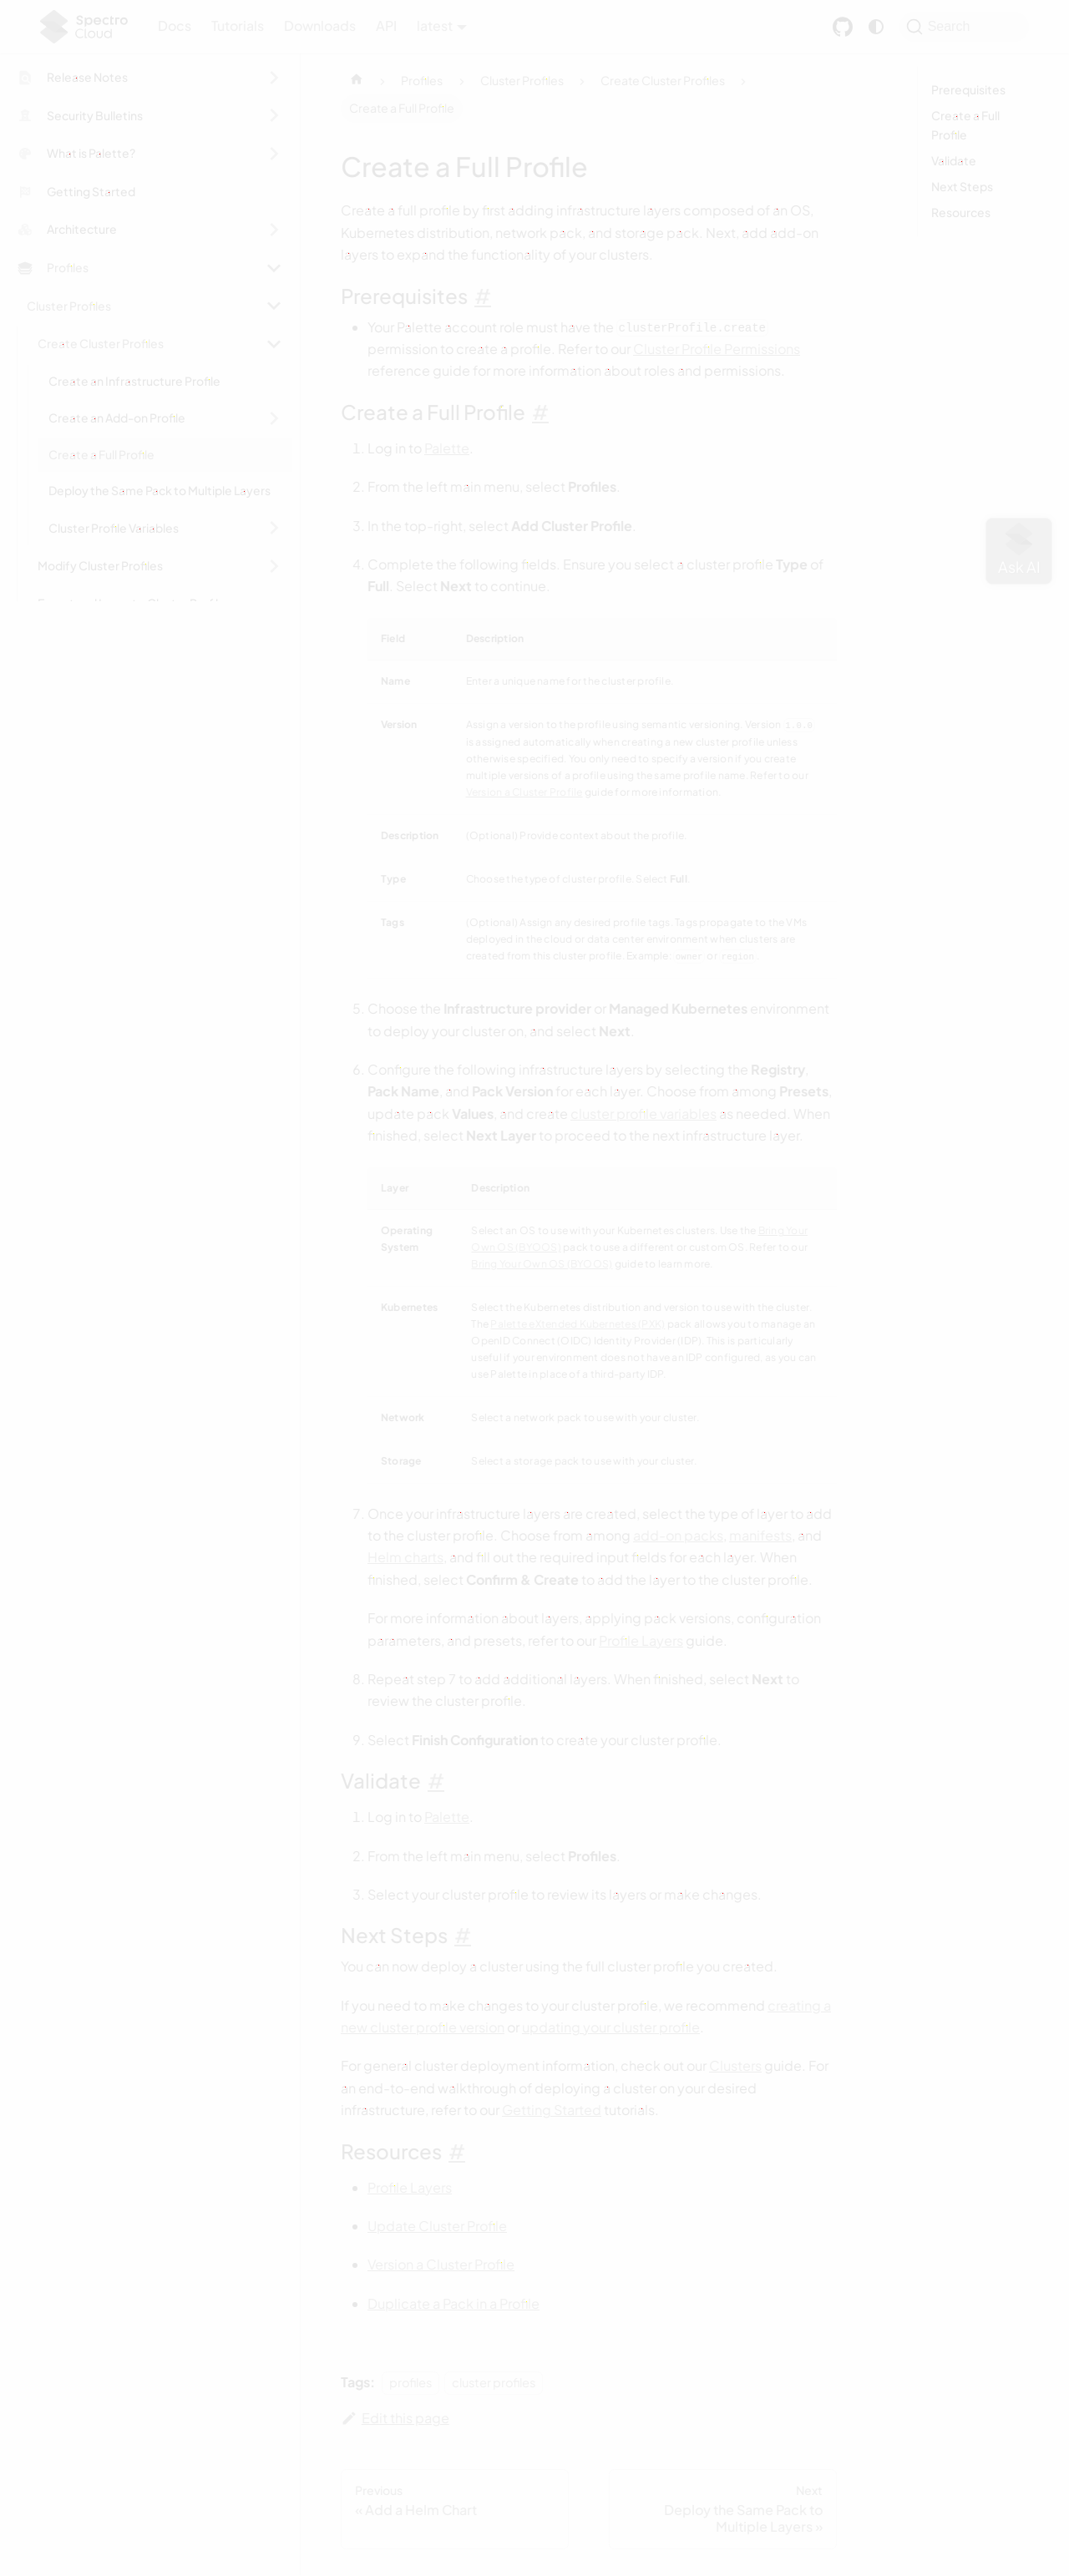 Spectro
Cloud
Docs
Tutorials
Downloads
API
latest
Search
Release Notes
Security Bulletins
What is Palette?
Getting Started
Architecture
Profiles
Cluster Profiles
Create Cluster Profiles
Create an Infrastructure Profile
Create an Add-on Profile
Create a Full Profile
Deploy the Same Pack to Multiple Layers
Cluster Profile Variables
Modify Cluster Profiles
Profiles
Cluster Profiles
Create Cluster Profiles
Create a Full Profile
Create a Full Profile
Create a full profile by first adding infrastructure layers composed of an OS,
Kubernetes distribution, network pack, and storage pack. Next, add add-on
layers to expand the functionality of your clusters.
Prerequisites #
Your Palette account role must have the clusterProfile.create
permission to create a profile. Refer to our Cluster Profile Permissions
reference guide for more information about roles and permissions.
Create a Full Profile #
1. Log in to Palette.
2. From the left main menu, select Profiles.
3. In the top-right, select Add Cluster Profile.
4. Complete the following fields. Ensure you select a cluster profile Type of
Full. Select Next to continue.
Field Description
Name Enter a unique name for the cluster profile.
Version Assign a version to the profile using semantic versioning. Version 1.0.0
is assigned automatically when creating a new cluster profile unless
otherwise specified. You only need to specify a version if you create
multiple versions of a profile using the same profile name. Refer to our
Version a Cluster Profile guide for more information.
Description (Optional) Provide context about the profile.
Type Choose the type of cluster profile. Select Full.
Tags (Optional) Assign any desired profile tags. Tags propagate to the VMs
deployed in the cloud or data center environment when clusters are
created from this cluster profile. Example: owner or region.
5. Choose the Infrastructure provider or Managed Kubernetes environment
to deploy your cluster on, and select Next.
6. Configure the following infrastructure layers by selecting the Registry,
Pack Name, and Pack Version for each layer. Choose from among Presets,
update pack Values, and create cluster profile variables as needed. When
finished, select Next Layer to proceed to the next infrastructure layer.
Layer Description
Operating Select an OS to use with your Kubernetes clusters. Use the Bring Your
System Own OS (BYOOS) pack to use a different or custom OS. Refer to our
Bring Your Own OS (BYOOS) guide to learn more.
Kubernetes Select the Kubernetes distribution and version to use with the cluster.
The Palette eXtended Kubernetes (PXK) pack allows you to manage an
OpenID Connect (OIDC) Identity Provider (IDP). This is particularly
useful if your environment does not have an IDP configured, as you can
use Palette in place of a third-party IDP.
Network Select a network pack to use with your cluster.
Storage Select a storage pack to use with your cluster.
7. Once your infrastructure layers are created, select the type of layer to add
to the cluster profile. Choose from among add-on packs, manifests, and
Helm charts, and fill out the required input fields for each layer. When
finished, select Confirm & Create to add the layer to the cluster profile.
For more information about layers, applying pack versions, configuration
parameters, and presets, refer to our Profile Layers guide.
8. Repeat step 7 to add additional layers. When finished, select Next to
review the cluster profile.
9. Select Finish Configuration to create your cluster profile.
Validate #
1. Log in to Palette.
2. From the left main menu, select Profiles.
3. Select your cluster profile to review its layers or make changes.
Next Steps #
You can now deploy a cluster using the full cluster profile you created.
If you need to make changes to your cluster profile, we recommend creating a
new cluster profile version or updating your cluster profile.
For general cluster deployment information, check out our Clusters guide. For
an end-to-end walkthrough of deploying a cluster on your desired
infrastructure, refer to our Getting Started tutorials.
Resources #
Profile Layers
Update Cluster Profile
Version a Cluster Profile
Duplicate a Pack in a Profile
Tags: profiles cluster profiles
Edit this page
Previous
« Add a Helm Chart
Next
Deploy the Same Pack to
Multiple Layers »
Prerequisites
Create a Full
Profile
Validate
Next Steps
Resources
Ask AI